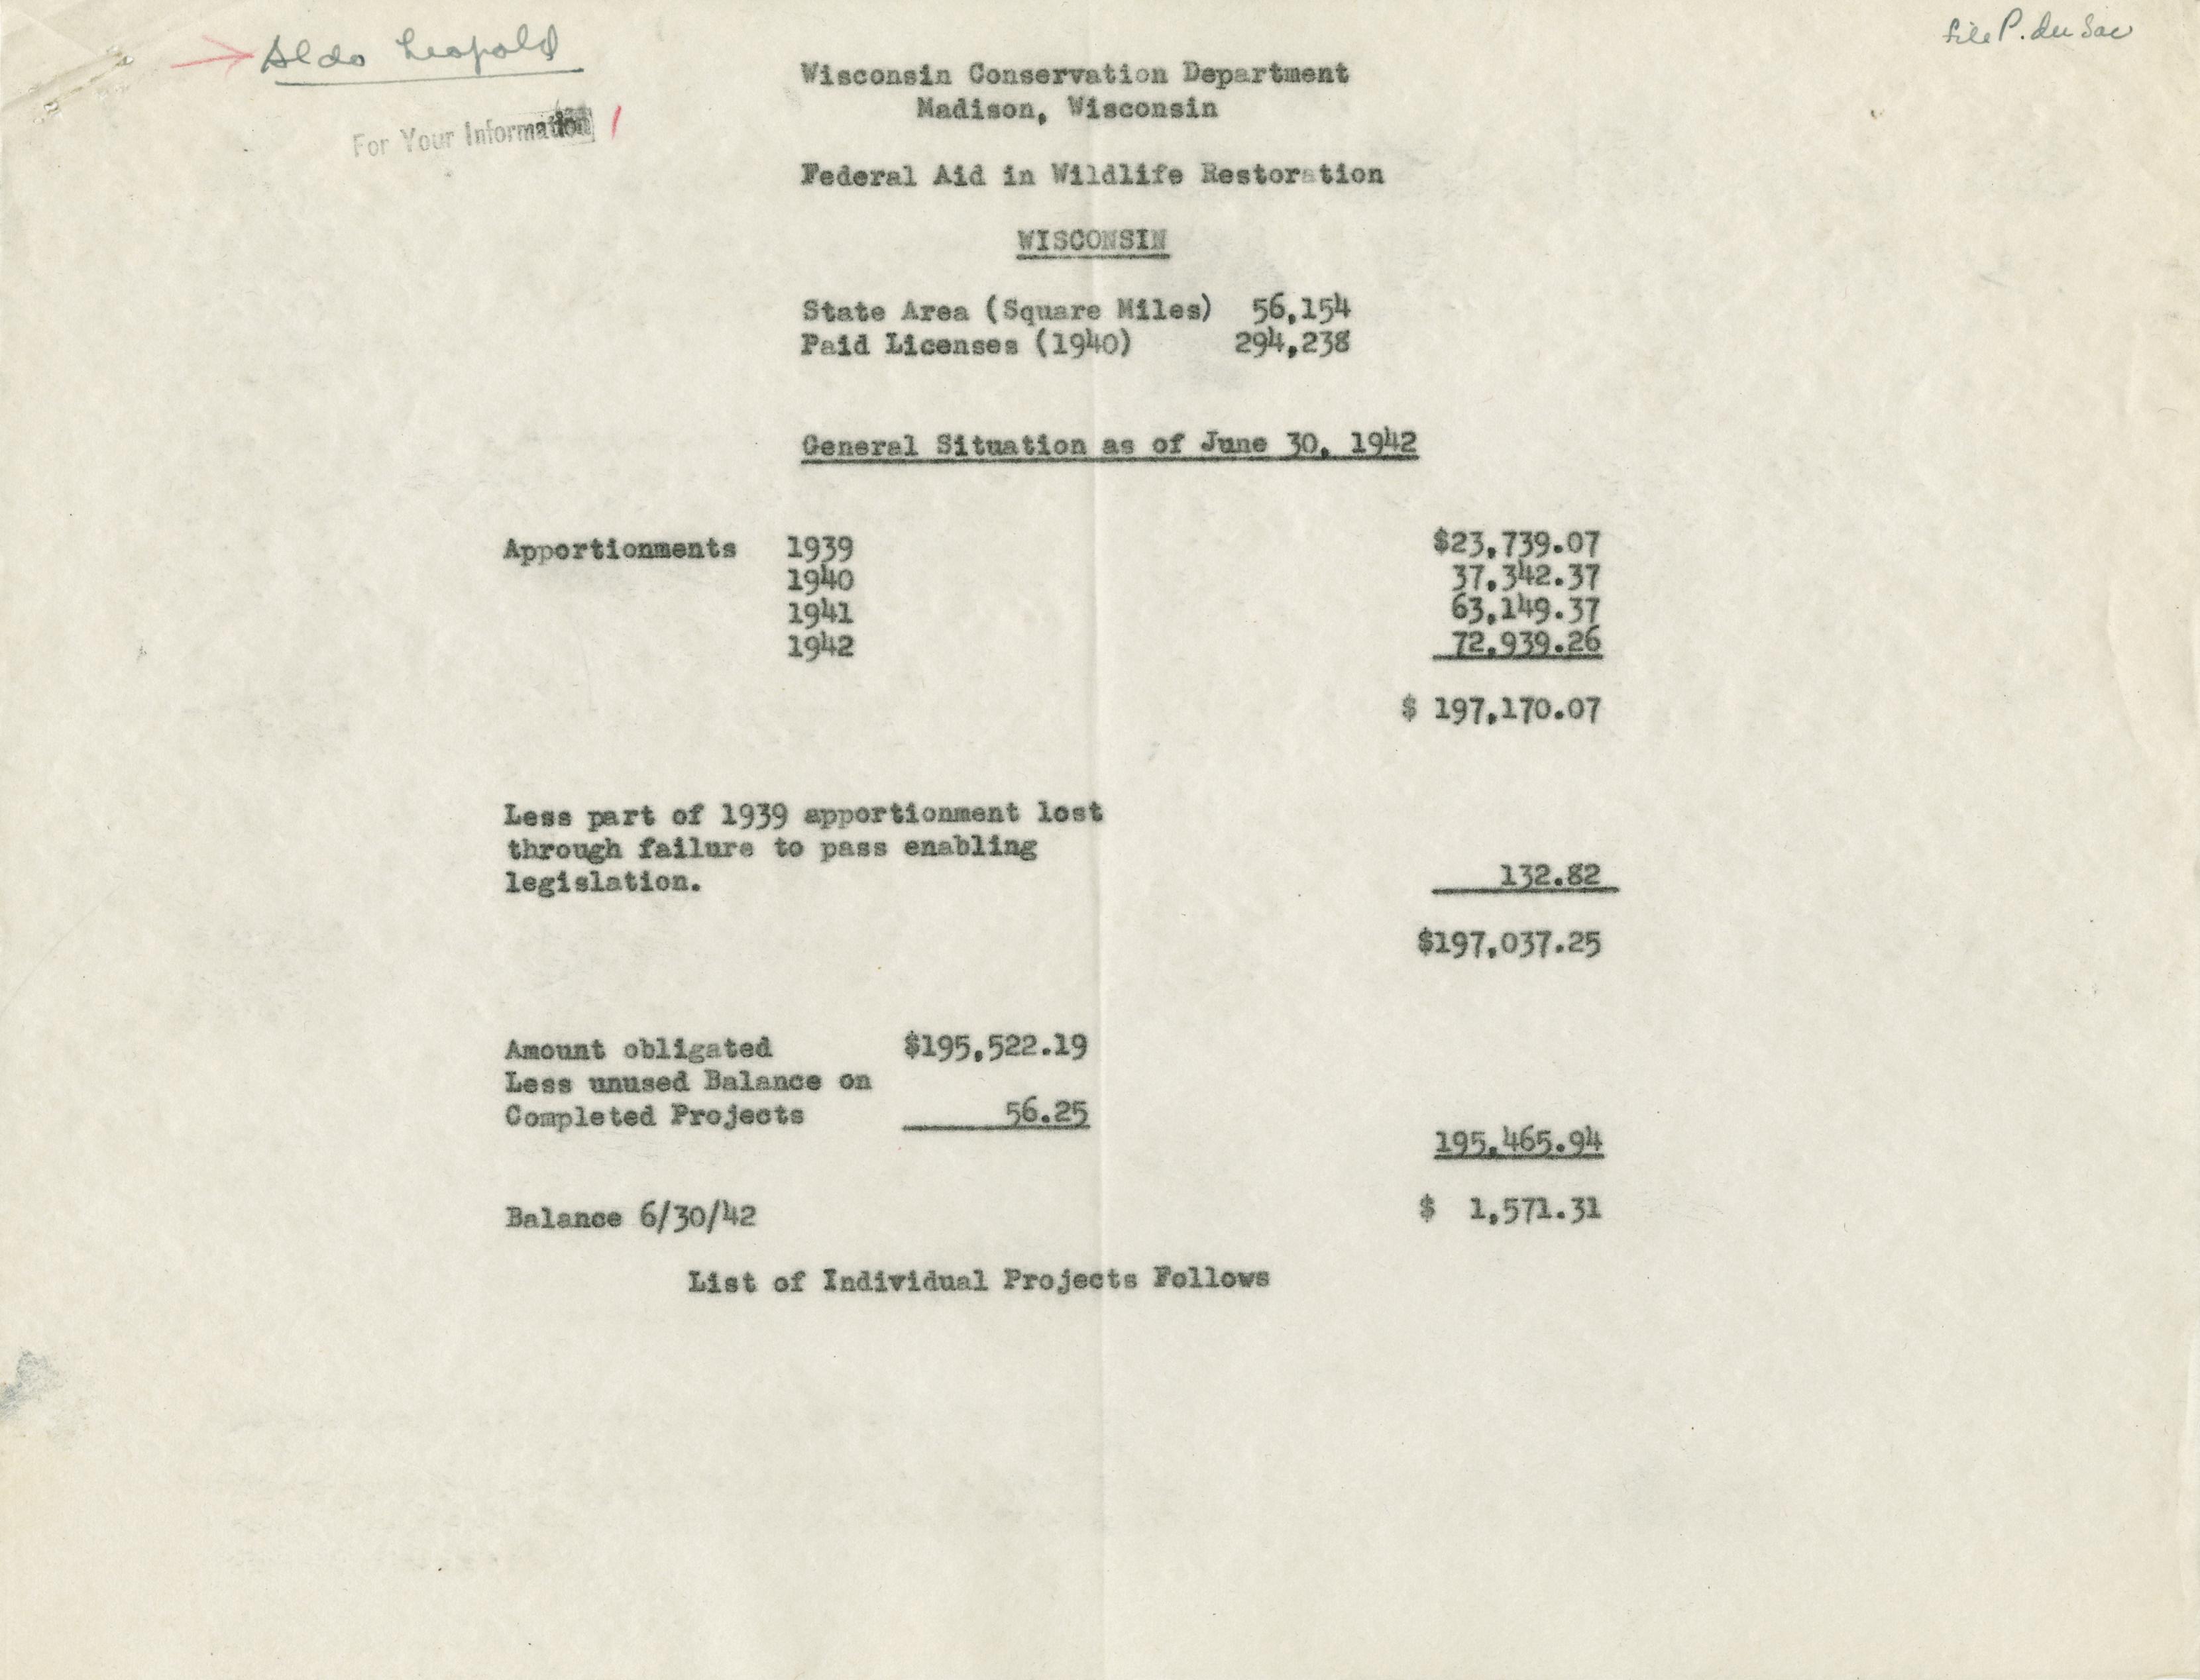 Aldo Leopold
file P. du Sac
For Your Information
Wisconsin Conservation Department
Madison, Wisconsin
Federal Aid in Wildlife Restoration
WISCONSIN
State Area (Square Miles) 56,154
Paid Licenses (1940) 294,238
General Situation as of June 30, 1942
Apportionments 1939 $23,739.07
1940 37,342.37
1941 63,149.37
1942 72,939.26
$ 197,170.07
Less part of 1939 apportionment lost
through failure to pass enabling
legislation. 132.82
$197,037.25
Amount obligated $195,522.19
Less unused Balance on
Completed Projects 56.25
195,465.94
Balance 6/30/42 $ 1,571.31
List of Individual Projects Follows